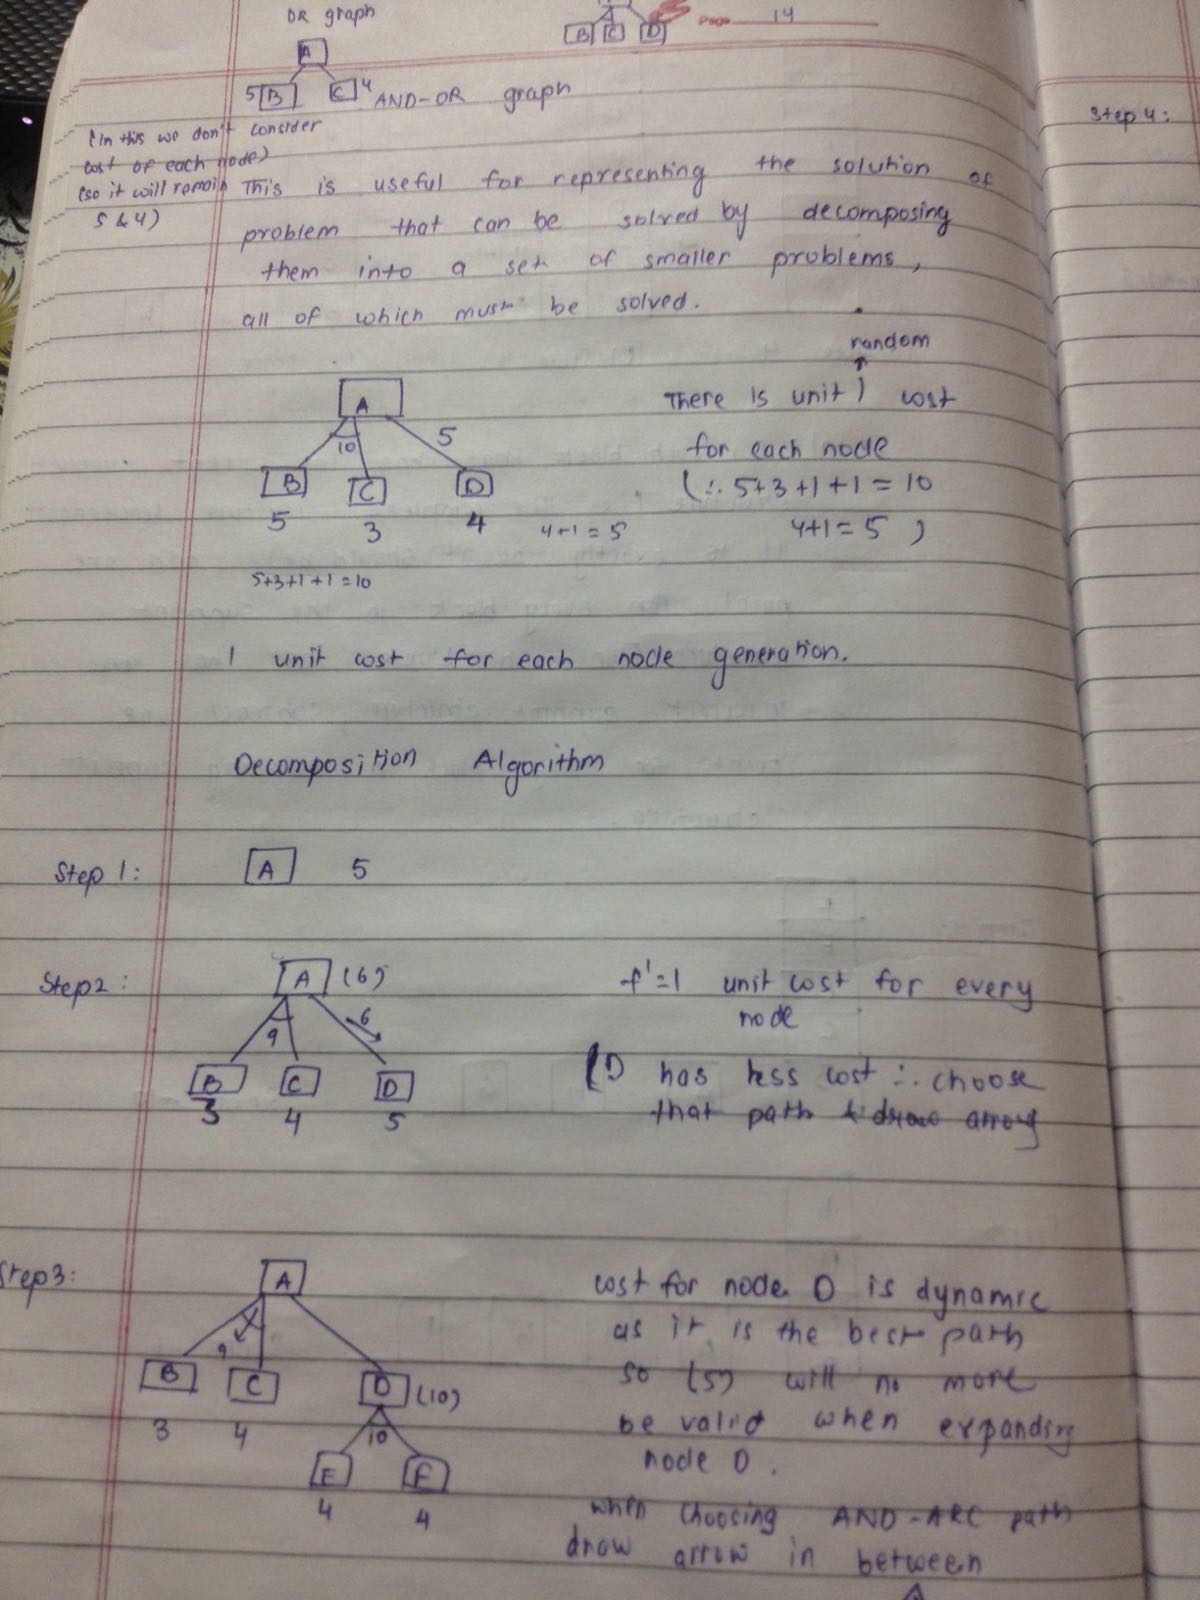 OR graph
Page 14
A
B C D
5 B C 4
AND-OR graph
(In this we don't consider
cost of each node)
(so it will remain
5 & 4)
This is useful for representing the solution of
problem that can be solved by decomposing
them into a set of smaller problems,
all of which must be solved.
random
A
There is unit 1 cost
10 5
for each node
B C D
(∴ 5+3+1+1=10
5 3 4 4+1=5
4+1=5 )
5+3+1+1=10
1 unit cost for each node generation.
Decomposition Algorithm
Step 1: A 5
Step2: A (6)
f'=1 unit cost for every
node
9 6
B C D
3 4 5
(D has less cost ∴ choose
that path & draw arrow
Step3: A
cost for node D is dynamic
as it is the best path
9
B C D (10)
so (5) will no more
3 4 10
be valid when expanding
E F
node D.
4 4
when choosing AND-ARC path
draw arrow in between
Step 4: